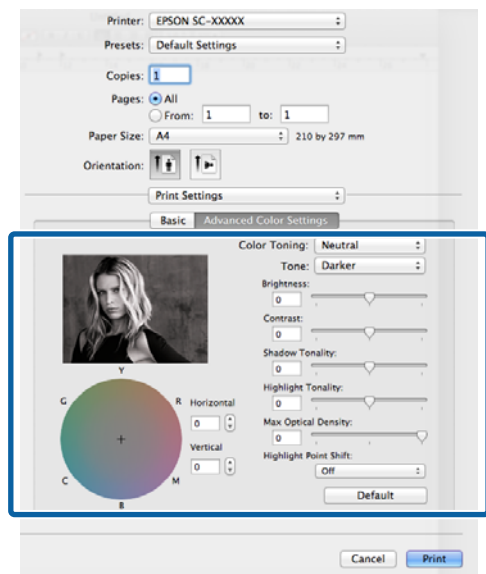 Printer: EPSON SC-XXXXX
Presets: Default Settings
Copies: 1
Pages: All
From: 1 to: 1
Paper Size: A4 210 by 297 mm
Orientation:
Print Settings
Basic Advanced Color Settings
Color Toning: Neutral
Tone: Darker
Brightness:
0
Contrast:
0
Shadow Tonality:
0
Highlight Tonality:
0
Max Optical Density:
0
Highlight Point Shift:
Off
Y
G R
C M
B
Horizontal
0
Vertical
0
Default
Cancel Print